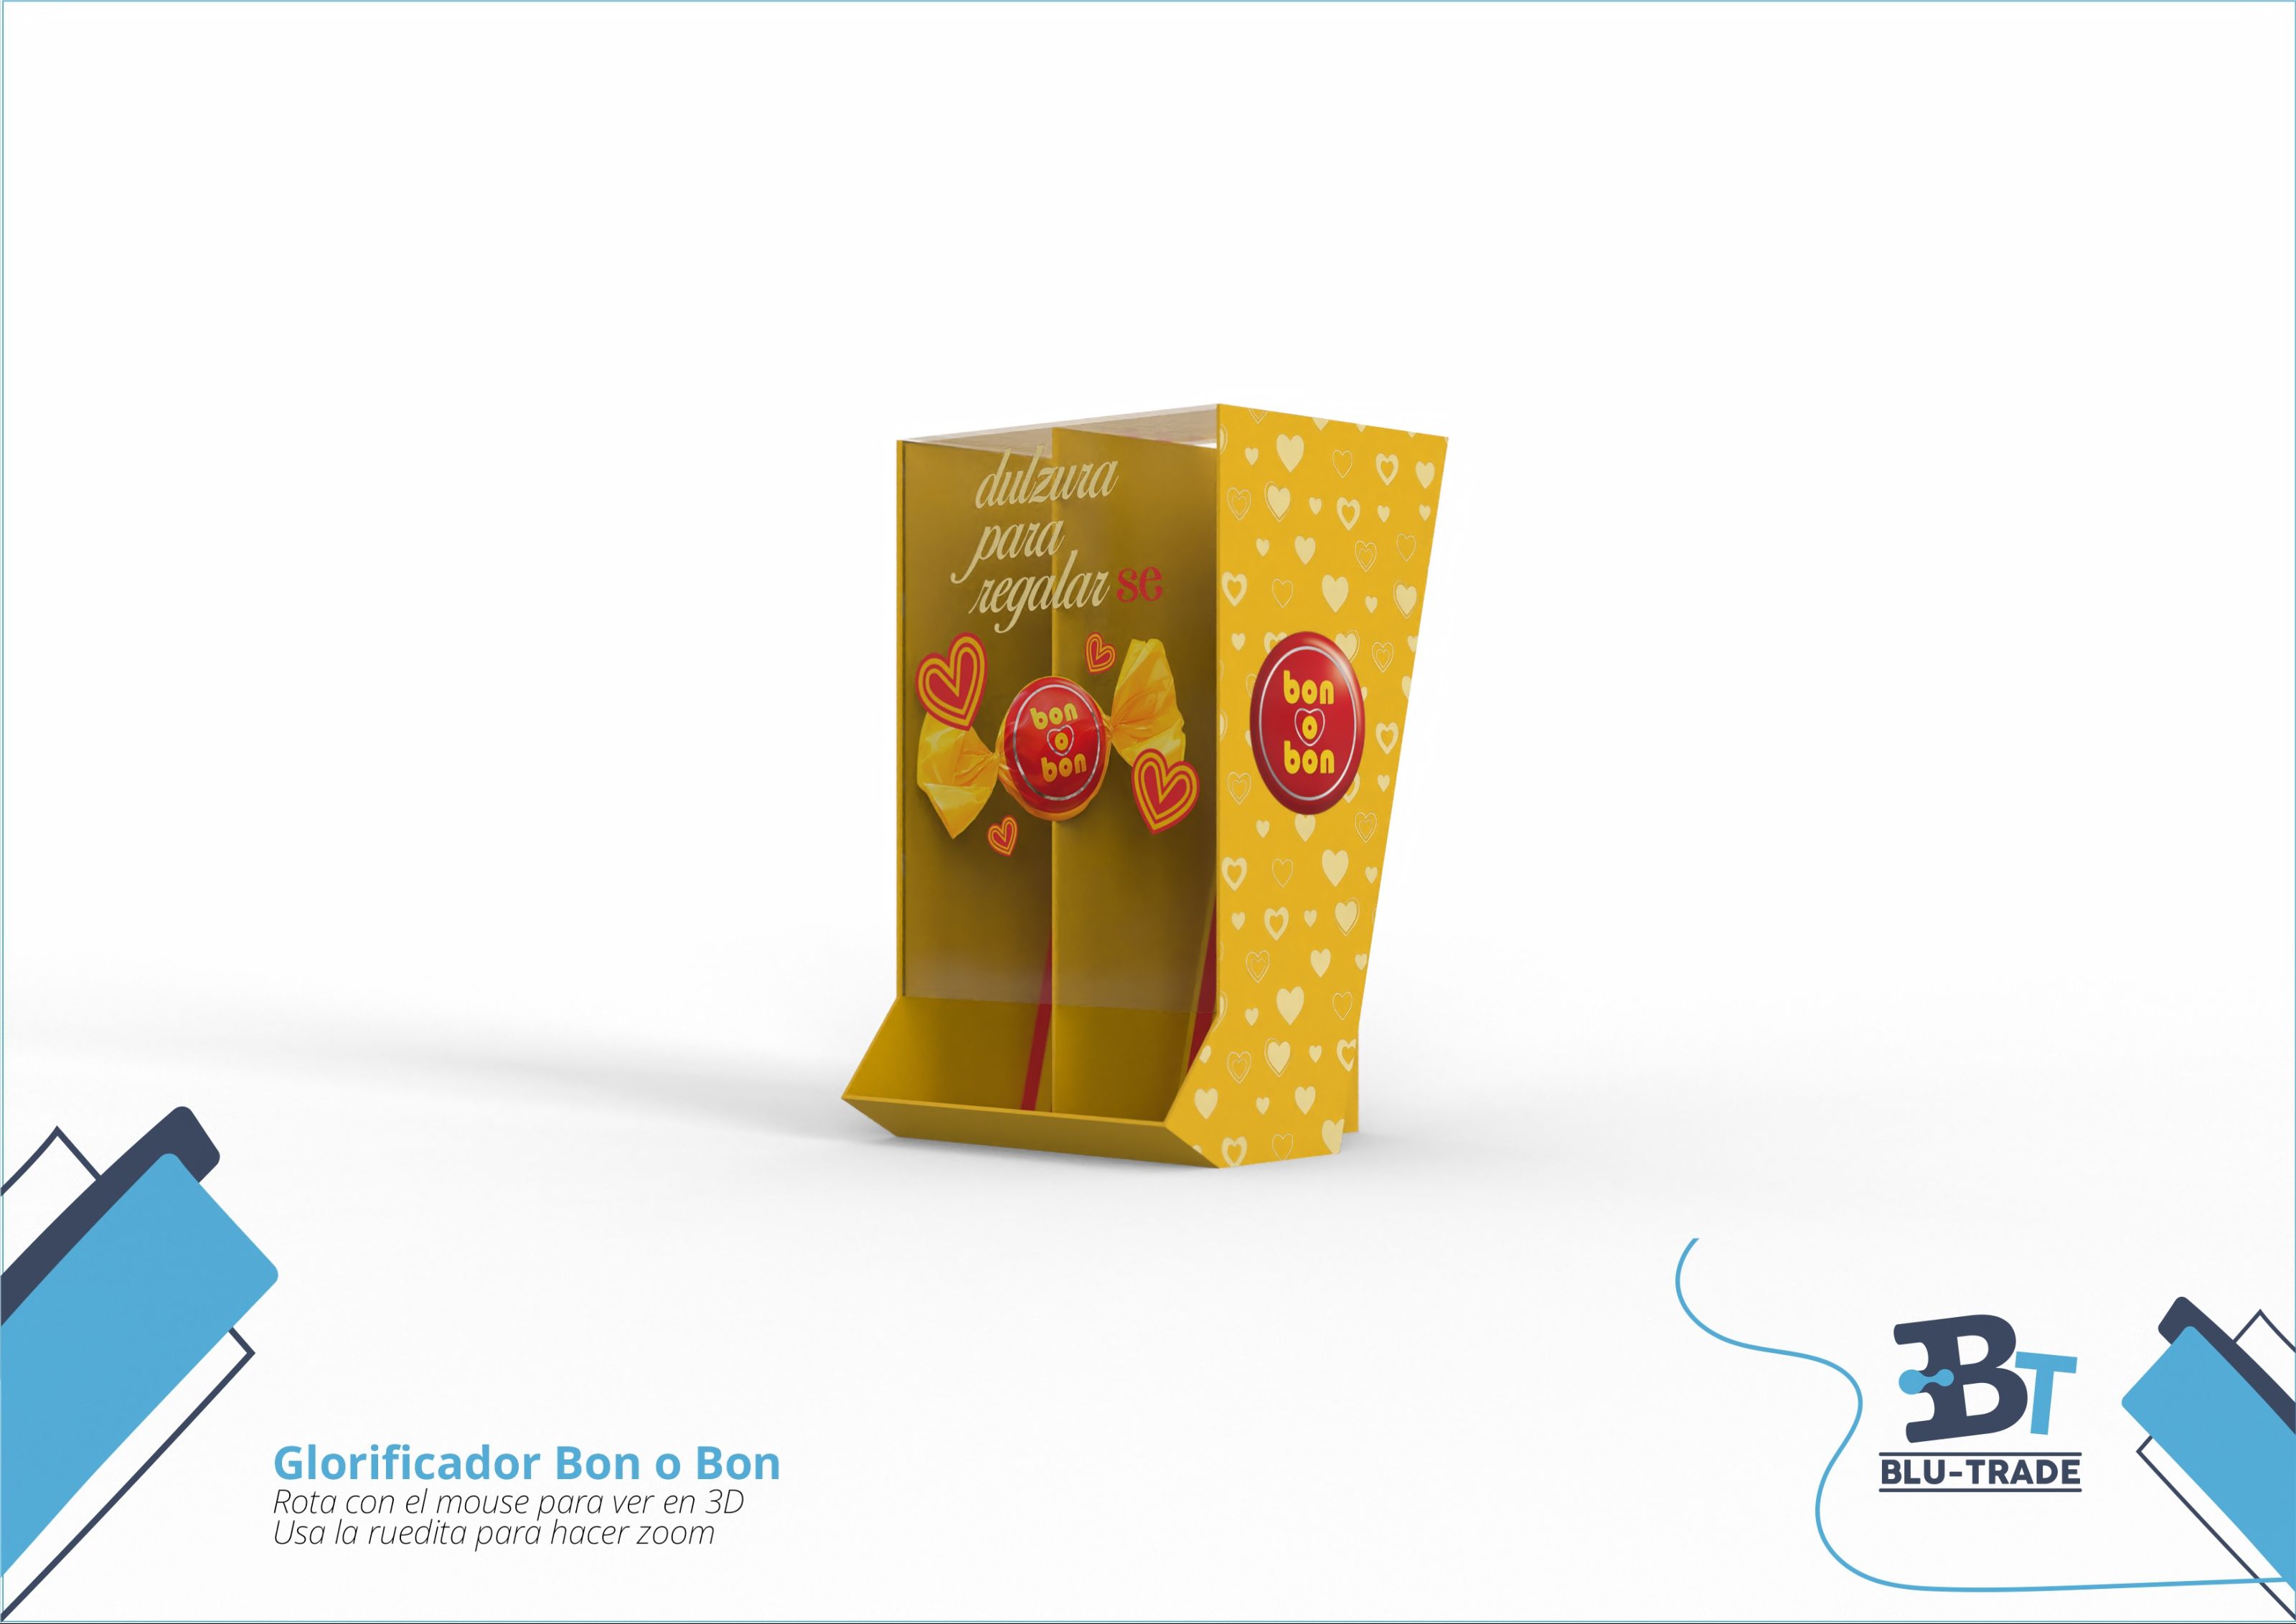 dulzura
para
regalar se
bon
o
bon
bon
o
bon
Glorificador Bon o Bon
Rota con el mouse para ver en 3D
Usa la ruedita para hacer zoom
BT
BLU-TRADE